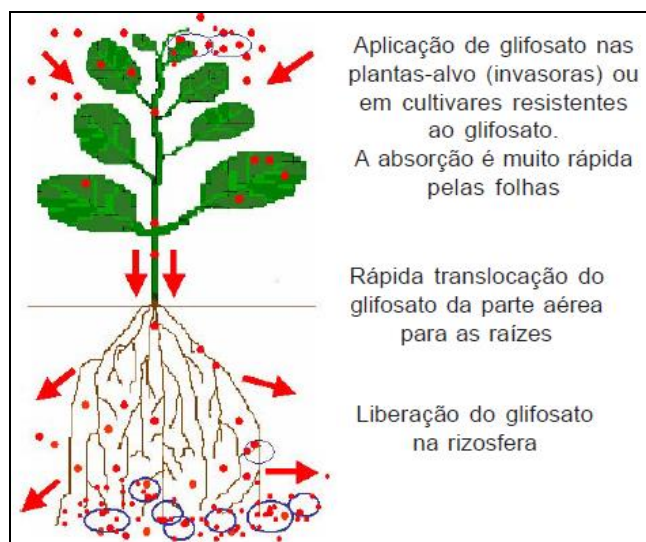 Aplicação de glifosato nas
plantas-alvo (invasoras) ou
em cultivares resistentes
ao glifosato.
A absorção é muito rápida
pelas folhas
Rápida translocação do
glifosato da parte aérea
para as raízes
Liberação do glifosato
na rizosfera